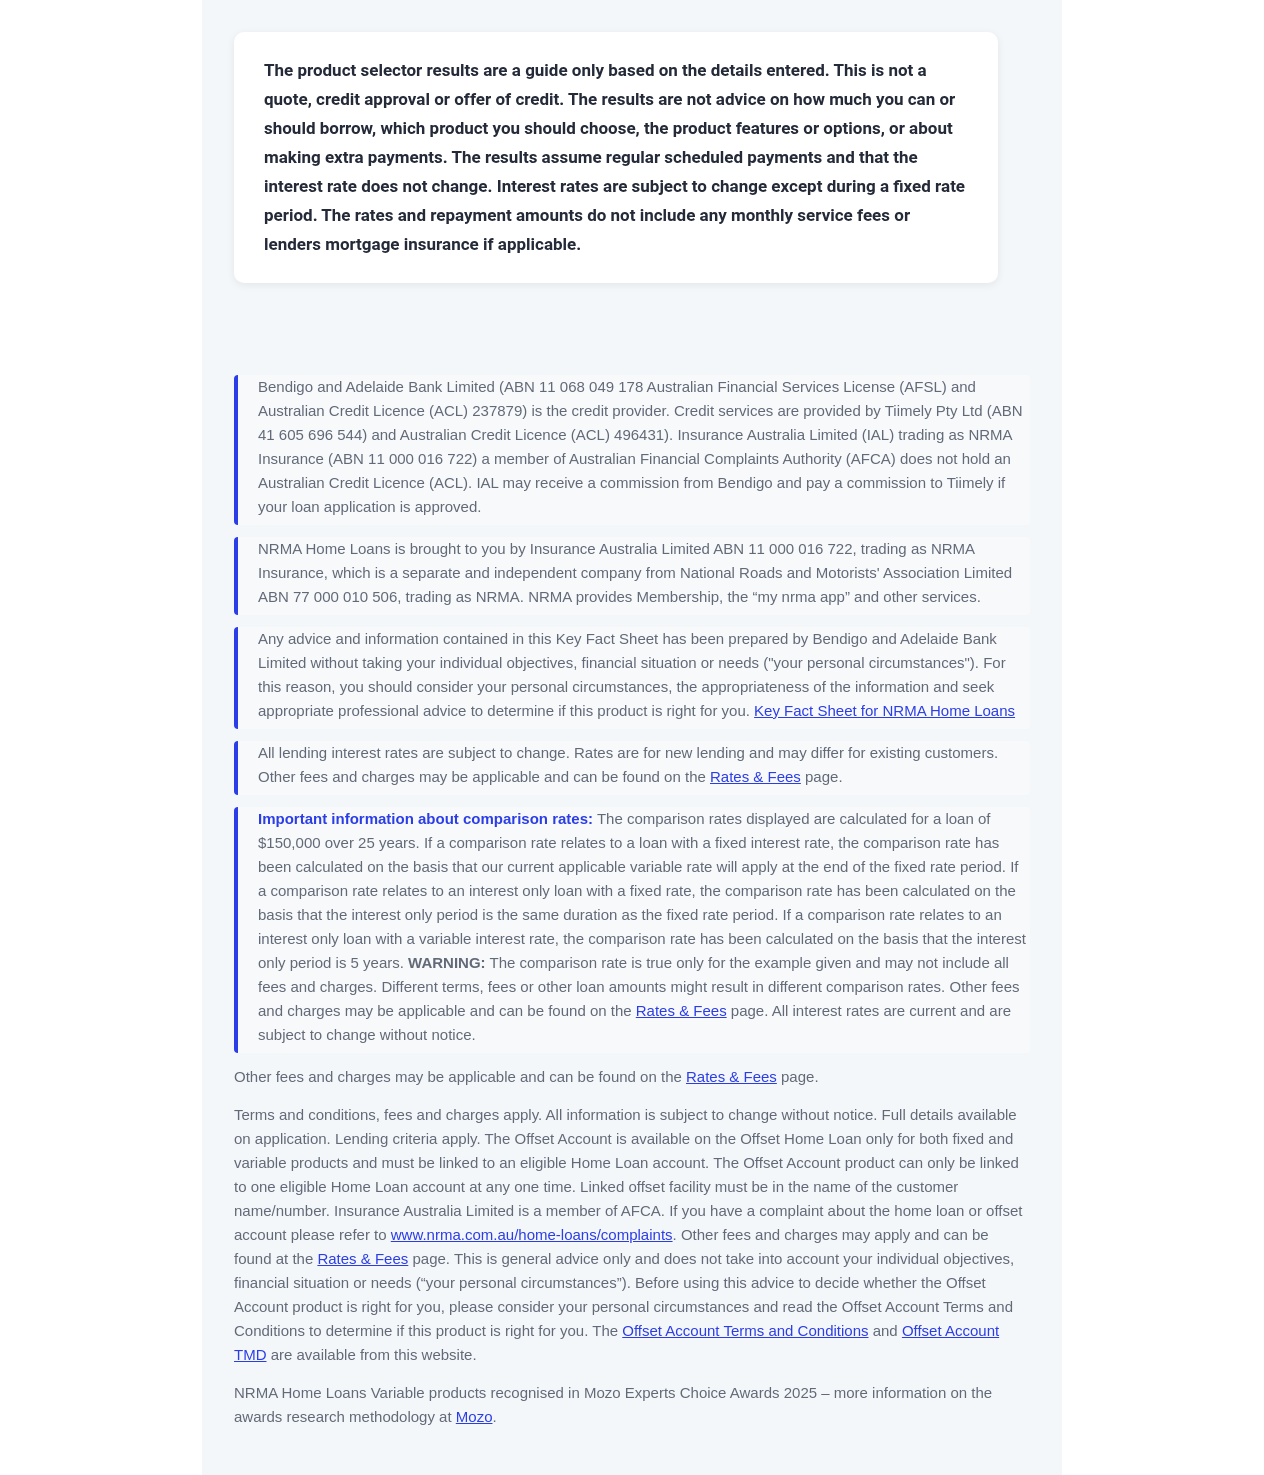 The product selector results are a guide only based on the details entered. This is not a
quote, credit approval or offer of credit. The results are not advice on how much you can or
should borrow, which product you should choose, the product features or options, or about
making extra payments. The results assume regular scheduled payments and that the
interest rate does not change. Interest rates are subject to change except during a fixed rate
period. The rates and repayment amounts do not include any monthly service fees or
lenders mortgage insurance if applicable.
Bendigo and Adelaide Bank Limited (ABN 11 068 049 178 Australian Financial Services License (AFSL) and
Australian Credit Licence (ACL) 237879) is the credit provider. Credit services are provided by Tiimely Pty Ltd (ABN
41 605 696 544) and Australian Credit Licence (ACL) 496431). Insurance Australia Limited (IAL) trading as NRMA
Insurance (ABN 11 000 016 722) a member of Australian Financial Complaints Authority (AFCA) does not hold an
Australian Credit Licence (ACL). IAL may receive a commission from Bendigo and pay a commission to Tiimely if
your loan application is approved.
NRMA Home Loans is brought to you by Insurance Australia Limited ABN 11 000 016 722, trading as NRMA
Insurance, which is a separate and independent company from National Roads and Motorists' Association Limited
ABN 77 000 010 506, trading as NRMA. NRMA provides Membership, the “my nrma app” and other services.
Any advice and information contained in this Key Fact Sheet has been prepared by Bendigo and Adelaide Bank
Limited without taking your individual objectives, financial situation or needs ("your personal circumstances"). For
this reason, you should consider your personal circumstances, the appropriateness of the information and seek
appropriate professional advice to determine if this product is right for you. Key Fact Sheet for NRMA Home Loans
All lending interest rates are subject to change. Rates are for new lending and may differ for existing customers.
Other fees and charges may be applicable and can be found on the Rates & Fees page.
Important information about comparison rates: The comparison rates displayed are calculated for a loan of
$150,000 over 25 years. If a comparison rate relates to a loan with a fixed interest rate, the comparison rate has
been calculated on the basis that our current applicable variable rate will apply at the end of the fixed rate period. If
a comparison rate relates to an interest only loan with a fixed rate, the comparison rate has been calculated on the
basis that the interest only period is the same duration as the fixed rate period. If a comparison rate relates to an
interest only loan with a variable interest rate, the comparison rate has been calculated on the basis that the interest
only period is 5 years. WARNING: The comparison rate is true only for the example given and may not include all
fees and charges. Different terms, fees or other loan amounts might result in different comparison rates. Other fees
and charges may be applicable and can be found on the Rates & Fees page. All interest rates are current and are
subject to change without notice.
Other fees and charges may be applicable and can be found on the Rates & Fees page.
Terms and conditions, fees and charges apply. All information is subject to change without notice. Full details available
on application. Lending criteria apply. The Offset Account is available on the Offset Home Loan only for both fixed and
variable products and must be linked to an eligible Home Loan account. The Offset Account product can only be linked
to one eligible Home Loan account at any one time. Linked offset facility must be in the name of the customer
name/number. Insurance Australia Limited is a member of AFCA. If you have a complaint about the home loan or offset
account please refer to www.nrma.com.au/home-loans/complaints. Other fees and charges may apply and can be
found at the Rates & Fees page. This is general advice only and does not take into account your individual objectives,
financial situation or needs (“your personal circumstances”). Before using this advice to decide whether the Offset
Account product is right for you, please consider your personal circumstances and read the Offset Account Terms and
Conditions to determine if this product is right for you. The Offset Account Terms and Conditions and Offset Account
TMD are available from this website.
NRMA Home Loans Variable products recognised in Mozo Experts Choice Awards 2025 – more information on the
awards research methodology at Mozo.